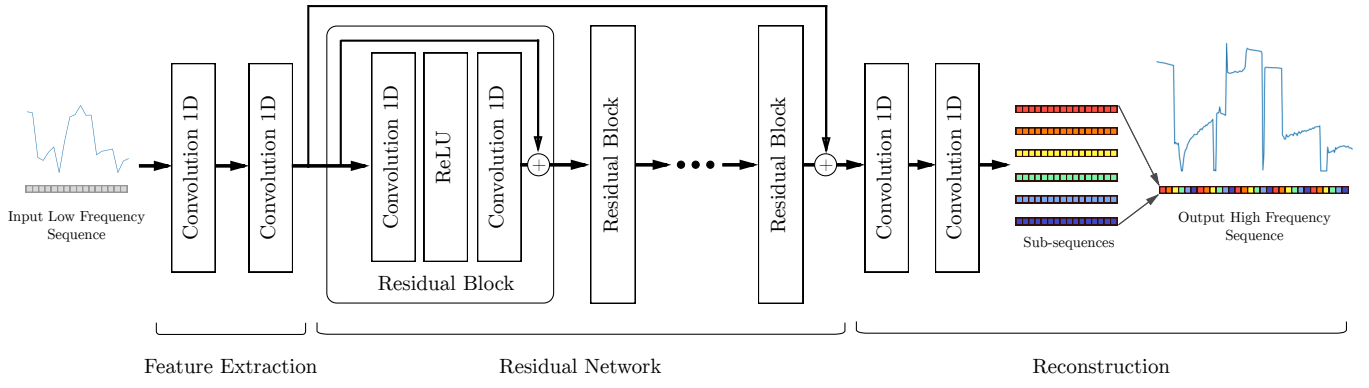 Input Low Frequency
Sequence
Convolution 1D
Convolution 1D
Convolution 1D
ReLU
Convolution 1D
+
Residual Block
Residual Block
Residual Block
+
Convolution 1D
Convolution 1D
Sub-sequences
Output High Frequency
Sequence
Feature Extraction
Residual Network
Reconstruction